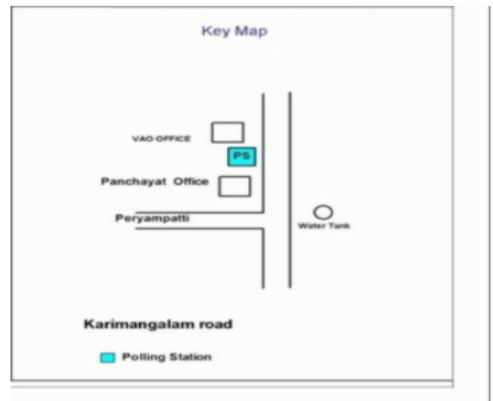 Key Map
VAO OFFICE
PS
Panchayat Office
Peryampatti
Water Tank
Karimangalam road
Polling Station